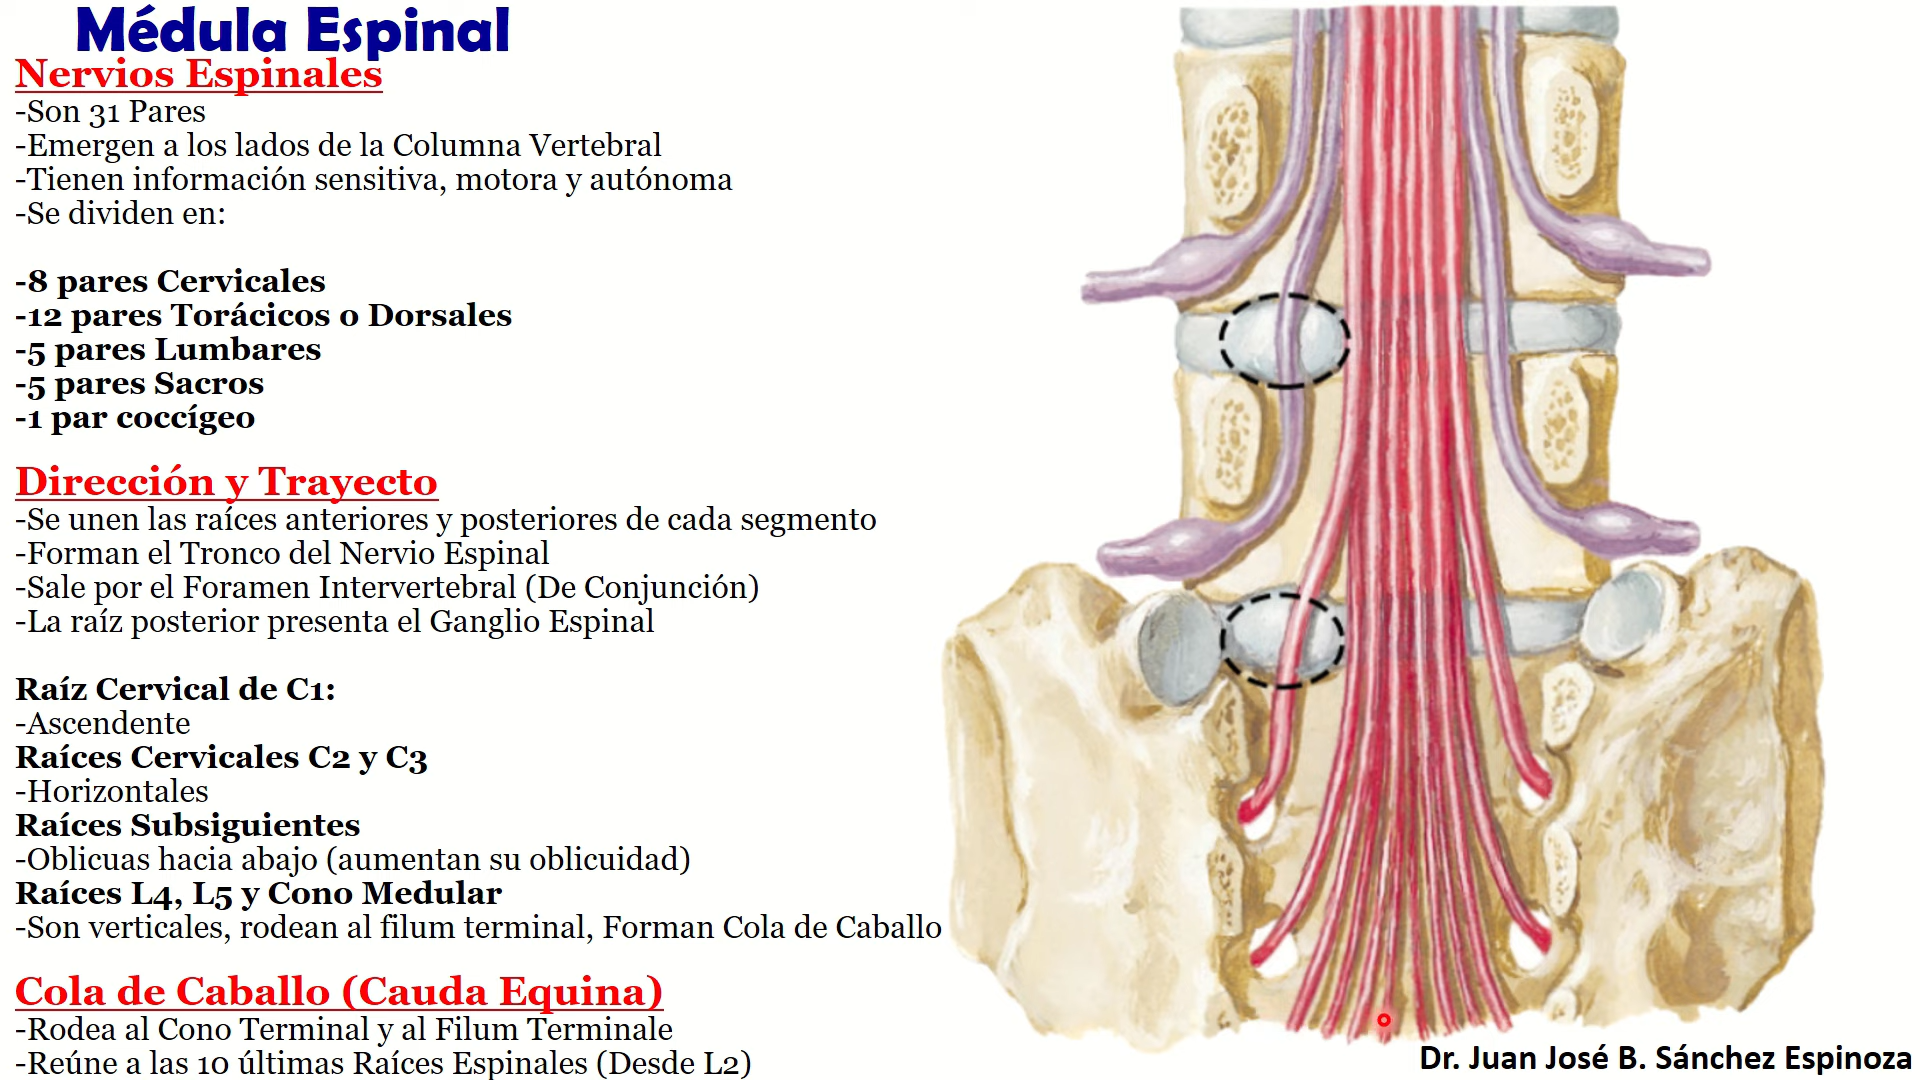 Médula Espinal
Nervios Espinales
-Son 31 Pares
-Emergen a los lados de la Columna Vertebral
-Tienen información sensitiva, motora y autónoma
-Se dividen en:
-8 pares Cervicales
-12 pares Torácicos o Dorsales
-5 pares Lumbares
-5 pares Sacros
-1 par coccígeo
Dirección y Trayecto
-Se unen las raíces anteriores y posteriores de cada segmento
-Forman el Tronco del Nervio Espinal
-Sale por el Foramen Intervertebral (De Conjunción)
-La raíz posterior presenta el Ganglio Espinal
Raíz Cervical de C1:
-Ascendente
Raíces Cervicales C2 y C3
-Horizontales
Raíces Subsiguientes
-Oblicuas hacia abajo (aumentan su oblicuidad)
Raíces L4, L5 y Cono Medular
-Son verticales, rodean al filum terminal, Forman Cola de Caballo
Cola de Caballo (Cauda Equina)
-Rodea al Cono Terminal y al Filum Terminale
-Reúne a las 10 últimas Raíces Espinales (Desde L2)
Dr. Juan José B. Sánchez Espinoza